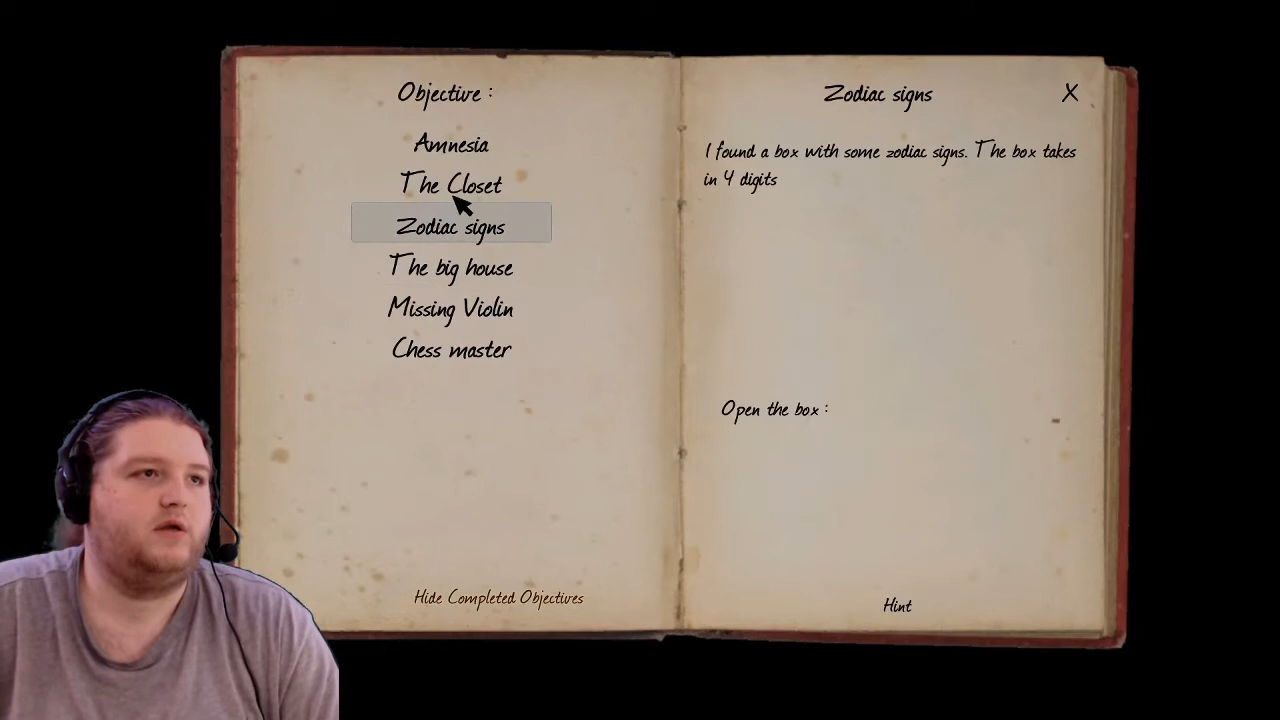 Objective :
Amnesia
The Closet
Zodiac signs
The big house
Missing Violin
Chess master
Hide Completed Objectives
Zodiac signs
X
I found a box with some zodiac signs. The box takes
in 4 digits
Open the box :
Hint